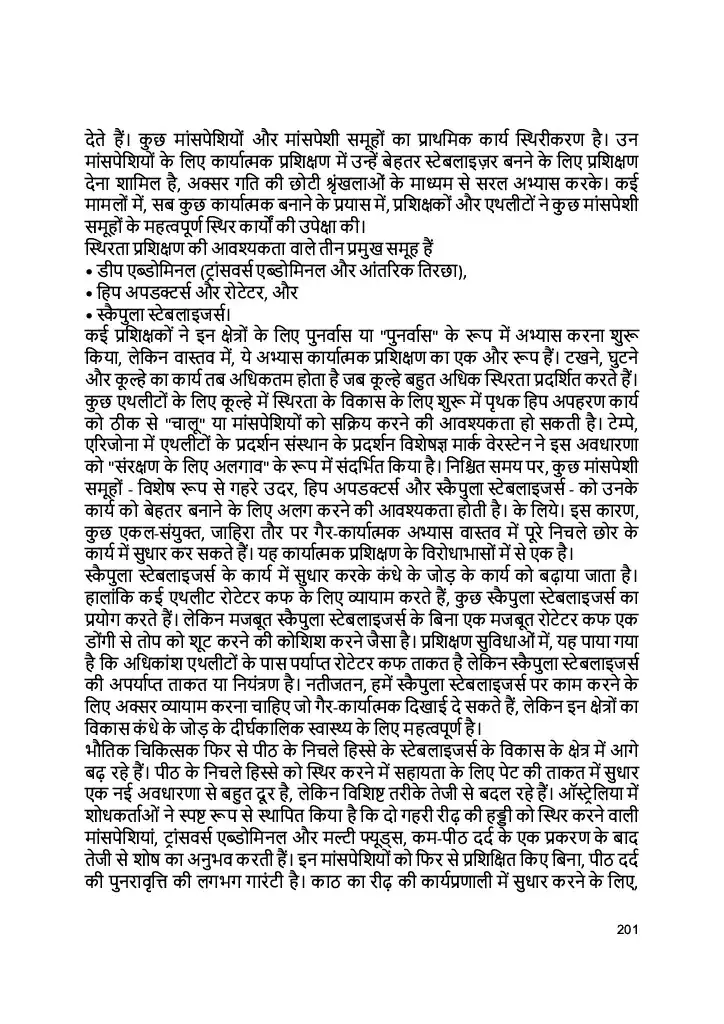 देते हैं। कुछ मांसपेशियों और मांसपेशी समूहों का प्राथमिक कार्य स्थिरीकरण है। उन
मांसपेशियों के लिए कार्यात्मक प्रशिक्षण में उन्हें बेहतर स्टेबलाइज़र बनने के लिए प्रशिक्षण
देना शामिल है, अक्सर गति की छोटी श्रृंखलाओं के माध्यम से सरल अभ्यास करके। कई
मामलों में, सब कुछ कार्यात्मक बनाने के प्रयास में, प्रशिक्षकों और एथलीटों ने कुछ मांसपेशी
समूहों के महत्वपूर्ण स्थिर कार्यों की उपेक्षा की।
स्थिरता प्रशिक्षण की आवश्यकता वाले तीन प्रमुख समूह हैं
• डीप एब्डोमिनल (ट्रांसवर्स एब्डोमिनल और आंतरिक तिरछा),
• हिप अपडक्टर्स और रोटेटर, और
• स्कैपुला स्टेबलाइजर्स।
कई प्रशिक्षकों ने इन क्षेत्रों के लिए पुनर्वास या "पुनर्वास" के रूप में अभ्यास करना शुरू
किया, लेकिन वास्तव में, ये अभ्यास कार्यात्मक प्रशिक्षण का एक और रूप हैं। टखने, घुटने
और कूल्हे का कार्य तब अधिकतम होता है जब कूल्हे बहुत अधिक स्थिरता प्रदर्शित करते हैं।
कुछ एथलीटों के लिए कूल्हे में स्थिरता के विकास के लिए शुरू में पृथक हिप अपहरण कार्य
को ठीक से "चालू" या मांसपेशियों को सक्रिय करने की आवश्यकता हो सकती है। टेम्पे,
एरिजोना में एथलीटों के प्रदर्शन संस्थान के प्रदर्शन विशेषज्ञ मार्क वेरस्टेन ने इस अवधारणा
को "संरक्षण के लिए अलगाव" के रूप में संदर्भित किया है। निश्चित समय पर, कुछ मांसपेशी
समूहों - विशेष रूप से गहरे उदर, हिप अपडक्टर्स और स्कैपुला स्टेबलाइजर्स - को उनके
कार्य को बेहतर बनाने के लिए अलग करने की आवश्यकता होती है। के लिये। इस कारण,
कुछ एकल-संयुक्त, जाहिरा तौर पर गैर-कार्यात्मक अभ्यास वास्तव में पूरे निचले छोर के
कार्य में सुधार कर सकते हैं। यह कार्यात्मक प्रशिक्षण के विरोधाभासों में से एक है।
स्कैपुला स्टेबलाइजर्स के कार्य में सुधार करके कंधे के जोड़ के कार्य को बढ़ाया जाता है।
हालांकि कई एथलीट रोटेटर कफ के लिए व्यायाम करते हैं, कुछ स्कैपुला स्टेबलाइजर्स का
प्रयोग करते हैं। लेकिन मजबूत स्कैपुला स्टेबलाइजर्स के बिना एक मजबूत रोटेटर कफ एक
डोंगी से तोप को शूट करने की कोशिश करने जैसा है। प्रशिक्षण सुविधाओं में, यह पाया गया
है कि अधिकांश एथलीटों के पास पर्याप्त रोटेटर कफ ताकत है लेकिन स्कैपुला स्टेबलाइजर्स
की अपर्याप्त ताकत या नियंत्रण है। नतीजतन, हमें स्कैपुला स्टेबलाइजर्स पर काम करने के
लिए अक्सर व्यायाम करना चाहिए जो गैर-कार्यात्मक दिखाई दे सकते हैं, लेकिन इन क्षेत्रों का
विकास कंधे के जोड़ के दीर्घकालिक स्वास्थ्य के लिए महत्वपूर्ण है।
भौतिक चिकित्सक फिर से पीठ के निचले हिस्से के स्टेबलाइजर्स के विकास के क्षेत्र में आगे
बढ़ रहे हैं। पीठ के निचले हिस्से को स्थिर करने में सहायता के लिए पेट की ताकत में सुधार
एक नई अवधारणा से बहुत दूर है, लेकिन विशिष्ट तरीके तेजी से बदल रहे हैं। ऑस्ट्रेलिया में
शोधकर्ताओं ने स्पष्ट रूप से स्थापित किया है कि दो गहरी रीढ़ की हड्डी को स्थिर करने वाली
मांसपेशियां, ट्रांसवर्स एब्डोमिनल और मल्टी फ्यूड्स, कम-पीठ दर्द के एक प्रकरण के बाद
तेजी से शोष का अनुभव करती हैं। इन मांसपेशियों को फिर से प्रशिक्षित किए बिना, पीठ दर्द
की पुनरावृत्ति की लगभग गारंटी है। काठ का रीढ़ की कार्यप्रणाली में सुधार करने के लिए,
201